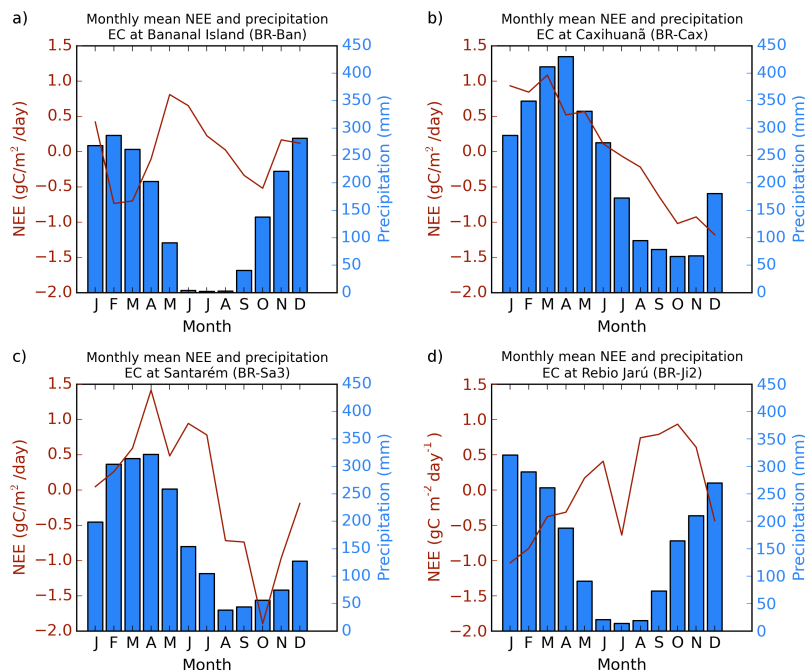 a)
Monthly mean NEE and precipitation
EC at Bananal Island (BR-Ban)
1.5
1.0
0.5
0.0
−0.5
−1.0
−1.5
−2.0
NEE (gC/m² /day)
450
400
350
300
250
200
150
100
50
0
Precipitation (mm)
J F M A M J J A S O N D
Month
b)
Monthly mean NEE and precipitation
EC at Caxihuanã (BR-Cax)
1.5
1.0
0.5
0.0
−0.5
−1.0
−1.5
−2.0
NEE (gC/m² /day)
450
400
350
300
250
200
150
100
50
0
Precipitation (mm)
J F M A M J J A S O N D
Month
c)
Monthly mean NEE and precipitation
EC at Santarém (BR-Sa3)
1.5
1.0
0.5
0.0
−0.5
−1.0
−1.5
−2.0
NEE (gC/m² /day)
450
400
350
300
250
200
150
100
50
0
Precipitation (mm)
J F M A M J J A S O N D
Month
d)
Monthly mean NEE and precipitation
EC at Rebio Jarú (BR-Ji2)
1.5
1.0
0.5
0.0
−0.5
−1.0
−1.5
−2.0
NEE (gC m⁻² day⁻¹ )
450
400
350
300
250
200
150
100
50
0
Precipitation (mm)
J F M A M J J A S O N D
Month